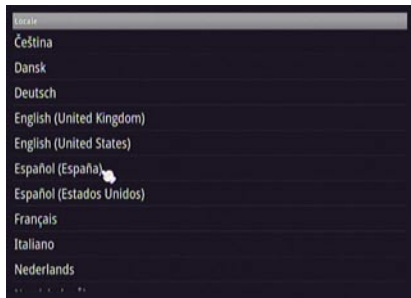 Locale
Čeština
Dansk
Deutsch
English (United Kingdom)
English (United States)
Español (España)
Español (Estados Unidos)
Français
Italiano
Nederlands